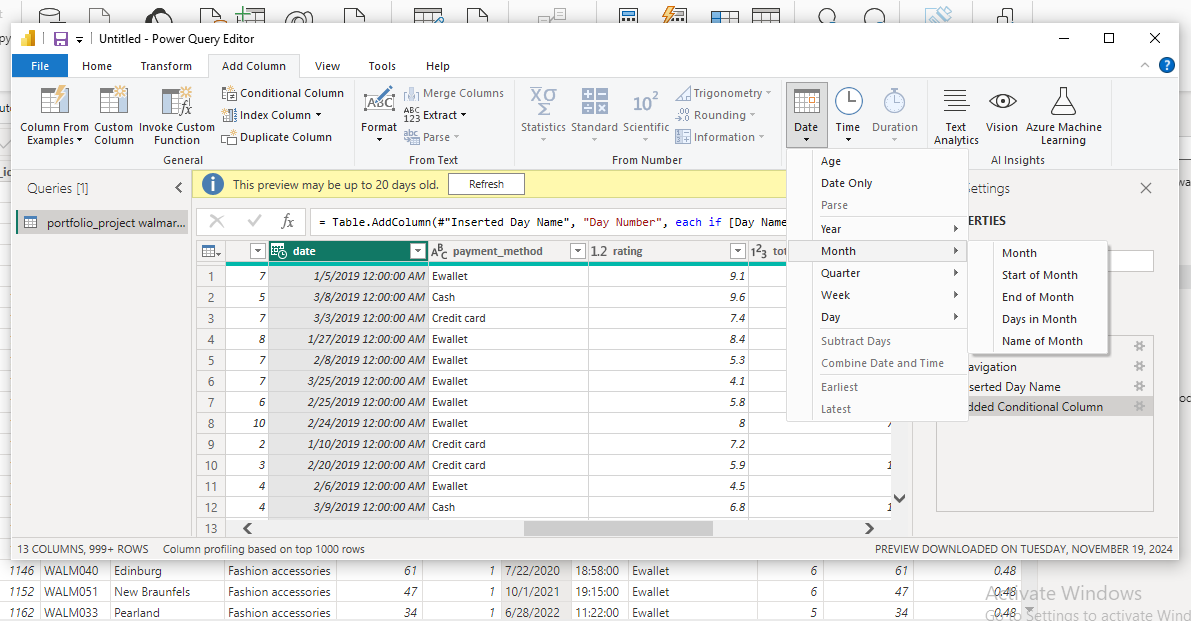 Untitled - Power Query Editor
File Home Transform Add Column View Tools Help
Column From Examples
Custom Column
Invoke Custom Function
Conditional Column
Index Column
Duplicate Column
General
Format
Merge Columns
Extract
Parse
From Text
Statistics
Standard
Scientific
Trigonometry
Rounding
Information
From Number
Date
Time
Duration
Text Analytics
Vision
Azure Machine Learning
AI Insights
Age
Date Only
Parse
Year
Month
Quarter
Week
Day
Subtract Days
Combine Date and Time
Earliest
Latest
Month
Start of Month
End of Month
Days in Month
Name of Month
Queries [1]
portfolio_project walmar...
This preview may be up to 20 days old. Refresh
= Table.AddColumn(#"Inserted Day Name", "Day Number", each if [Day Name
date payment_method 1.2 rating
1 7 1/5/2019 12:00:00 AM Ewallet 9.1
2 5 3/8/2019 12:00:00 AM Cash 9.6
3 7 3/3/2019 12:00:00 AM Credit card 7.4
4 8 1/27/2019 12:00:00 AM Ewallet 8.4
5 7 2/8/2019 12:00:00 AM Ewallet 5.3
6 7 3/25/2019 12:00:00 AM Ewallet 4.1
7 6 2/25/2019 12:00:00 AM Ewallet 5.8
8 10 2/24/2019 12:00:00 AM Ewallet 8
9 2 1/10/2019 12:00:00 AM Credit card 7.2
10 3 2/20/2019 12:00:00 AM Credit card 5.9
11 4 2/6/2019 12:00:00 AM Ewallet 4.5
12 4 3/9/2019 12:00:00 AM Cash 6.8
13
ettings
ERTIES
avigation
serted Day Name
dded Conditional Column
13 COLUMNS, 999+ ROWS Column profiling based on top 1000 rows PREVIEW DOWNLOADED ON TUESDAY, NOVEMBER 19, 2024
1146 WALM040 Edinburg Fashion accessories 61 1 7/22/2020 18:58:00 Ewallet 6 61 0.48
1152 WALM051 New Braunfels Fashion accessories 47 1 10/1/2021 19:15:00 Ewallet 6 47 0.48
1162 WALM033 Pearland Fashion accessories 34 1 6/28/2022 11:22:00 Ewallet 5 34 0.48
Activate Windows
Go to Settings to activate Wind